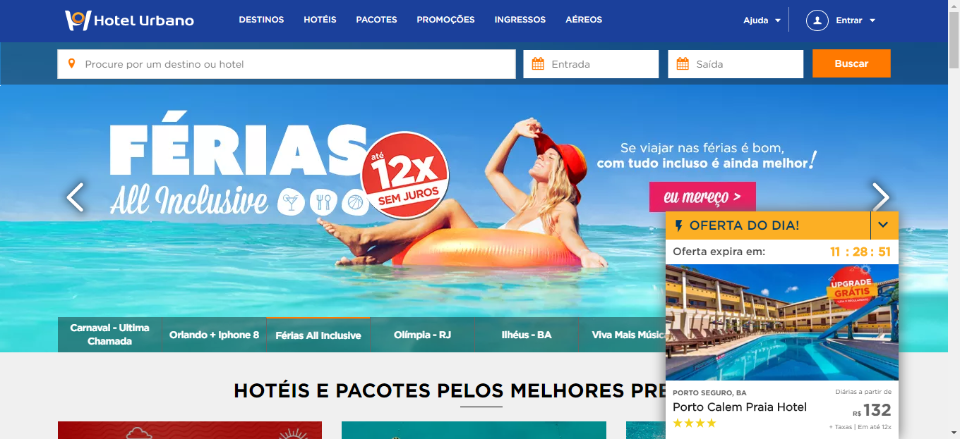 Hotel Urbano
DESTINOS HOTÉIS PACOTES PROMOÇÕES INGRESSOS AÉREOS
Ajuda Entrar
Procure por um destino ou hotel
Entrada
Saída
Buscar
FÉRIAS
All Inclusive
até
12X
SEM JUROS
Se viajar nas férias é bom,
com tudo incluso é ainda melhor!
eu mereço >
OFERTA DO DIA!
Oferta expira em: 11 : 28 : 51
UPGRADE
GRÁTIS
Carnaval - Ultima
Chamada
Orlando + Iphone 8
Férias All Inclusive
Olímpia - RJ
Ilhéus - BA
Viva Mais Músic
HOTÉIS E PACOTES PELOS MELHORES PRE
PORTO SEGURO, BA
Porto Calem Praia Hotel
Diárias a partir de
R$ 132
+ Taxas | Em até 12x